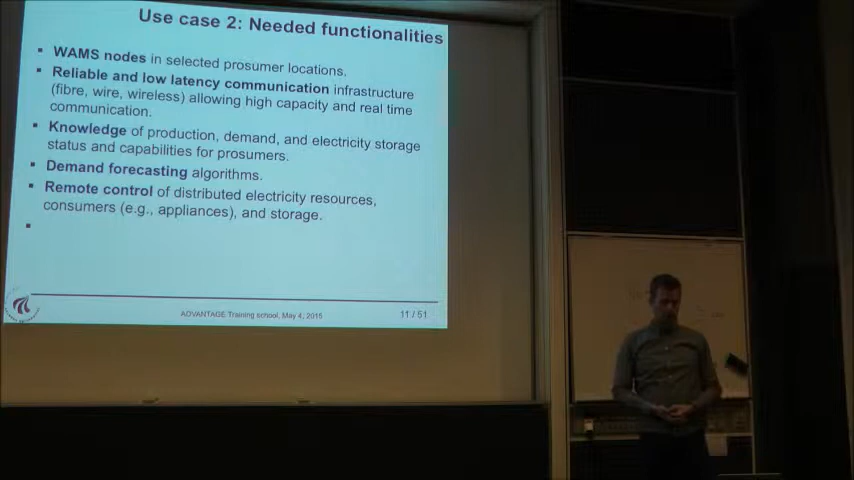 Use case 2: Needed functionalities
▪ WAMS nodes in selected prosumer locations.
▪ Reliable and low latency communication infrastructure
(fibre, wire, wireless) allowing high capacity and real time
communication.
▪ Knowledge of production, demand, and electricity storage
status and capabilities for prosumers.
▪ Demand forecasting algorithms.
▪ Remote control of distributed electricity resources,
consumers (e.g., appliances), and storage.
▪
ADVANTAGE Training school, May 4, 2015
11 / 51